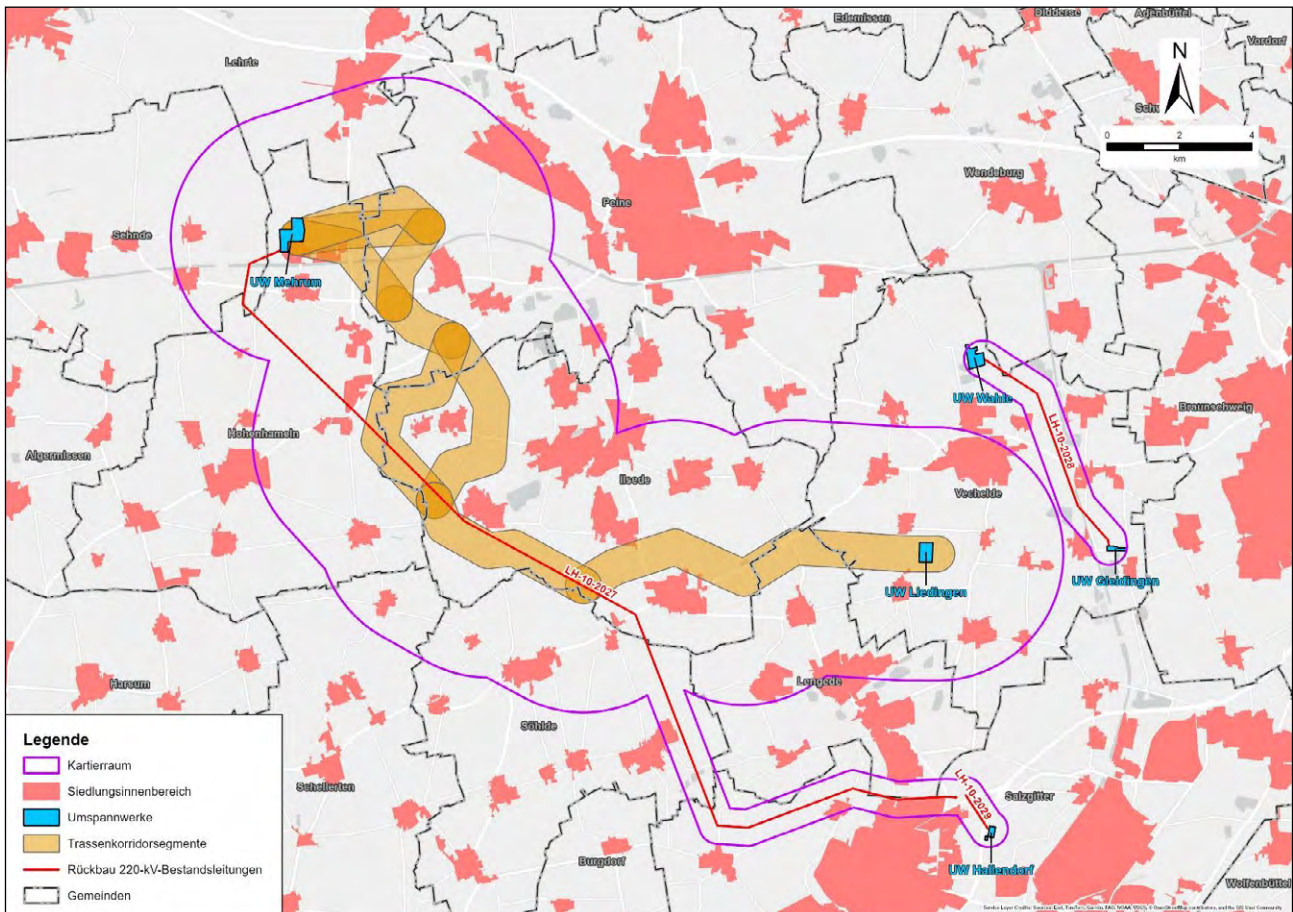 Edemissen
Didderse
Adenbüttel
Vordorf
Lehrte
N
0 2 4
km
Wendeburg
Peine
Sehnde
UW Mehrum
UW Wahle
Hohenhameln
Algermissen
Braunschweig
LH-10-2028
Ilsede
Vechelde
LH-10-2027
UW Liedingen
UW Gleidingen
Harsum
Lengede
Söhlde
Schellerten
LH-10-2029
Salzgitter
Burgdorf
UW Hallendorf
Wolfenbüttel
Legende
Kartierraum
Siedlungsinnenbereich
Umspannwerke
Trassenkorridorsegmente
Rückbau 220-kV-Bestandsleitungen
Gemeinden